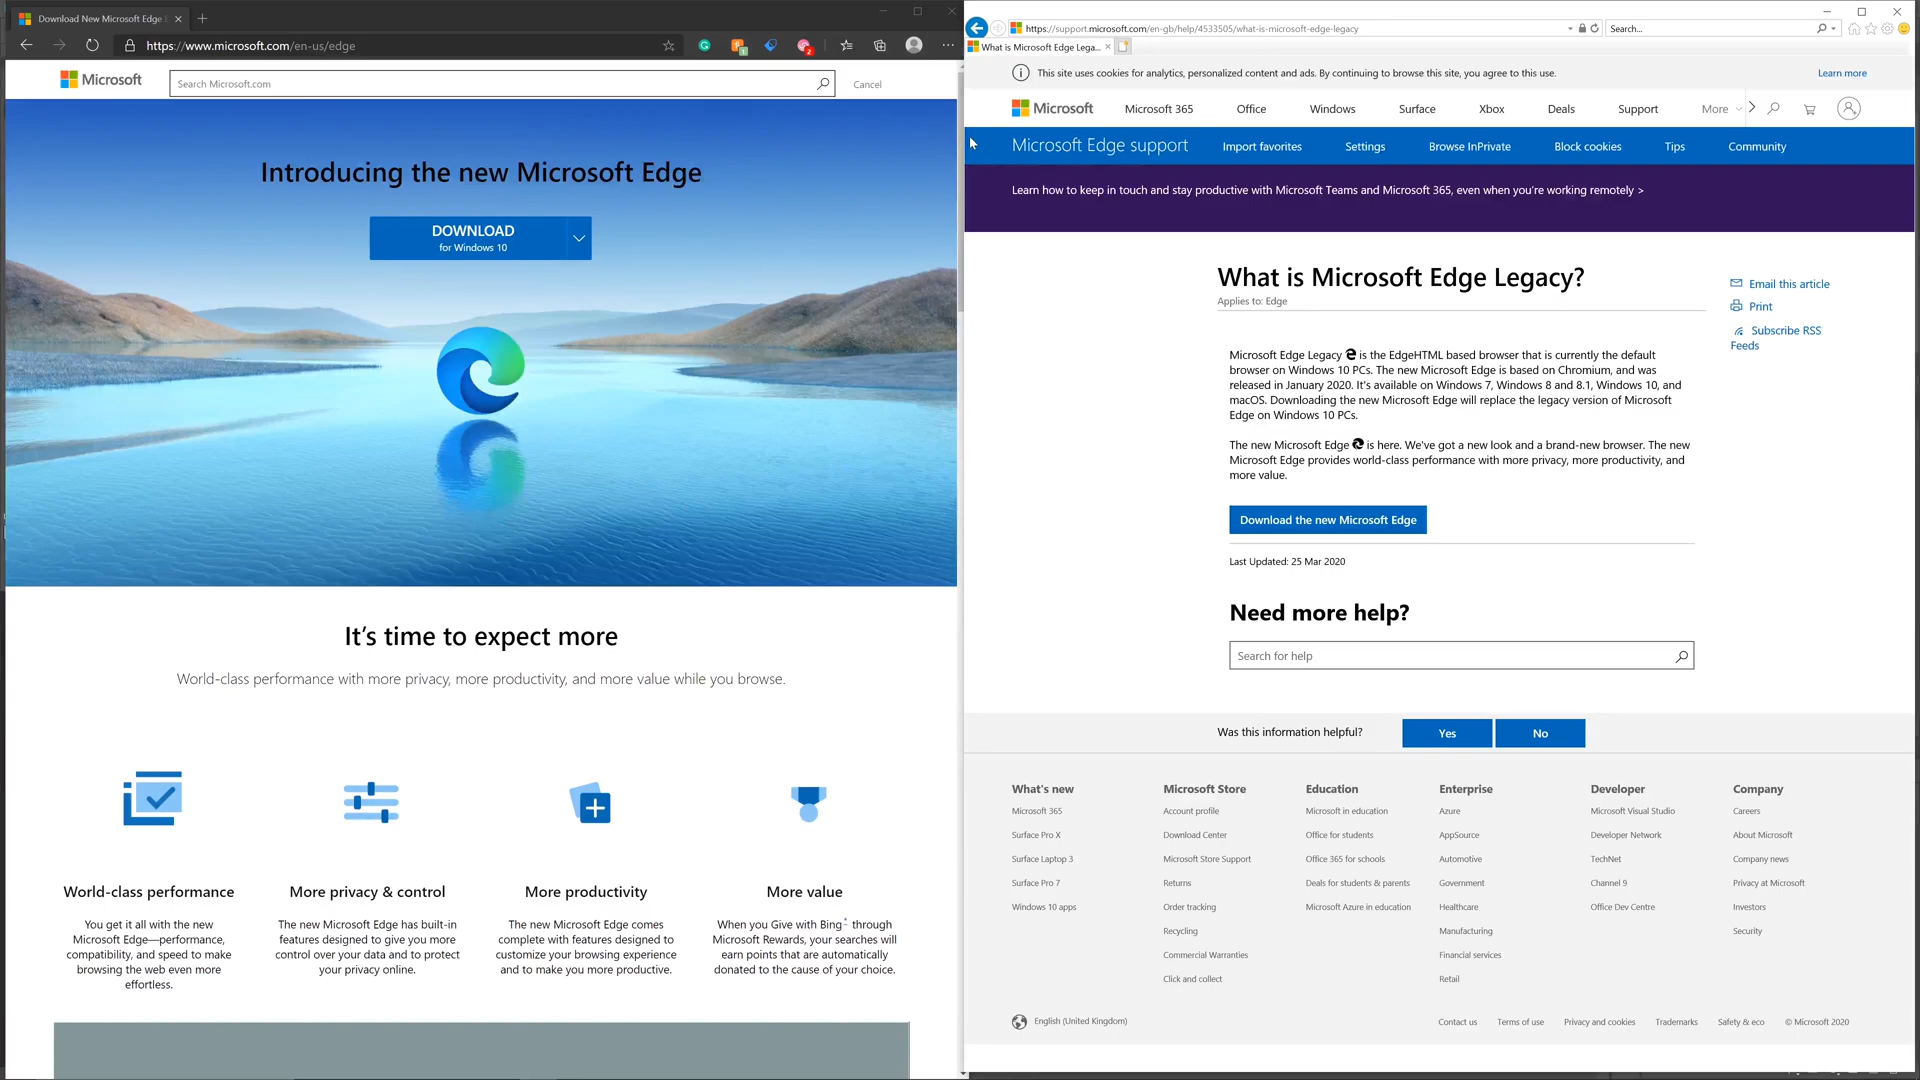 Download New Microsoft Edge
https://www.microsoft.com/en-us/edge
1
2
Microsoft
Search Microsoft.com
Cancel
Introducing the new Microsoft Edge
DOWNLOAD
for Windows 10
It's time to expect more
World-class performance with more privacy, more productivity, and more value while you browse.
World-class performance
You get it all with the new
Microsoft Edge—performance,
compatibility, and speed to make
browsing the web even more
effortless.
More privacy & control
The new Microsoft Edge has built-in
features designed to give you more
control over your data and to protect
your privacy online.
More productivity
The new Microsoft Edge comes
complete with features designed to
customize your browsing experience
and to make you more productive.
More value
When you Give with Bing* through
Microsoft Rewards, your searches will
earn points that are automatically
donated to the cause of your choice.
https://support.microsoft.com/en-gb/help/4533505/what-is-microsoft-edge-legacy
Search...
What is Microsoft Edge Lega...
This site uses cookies for analytics, personalized content and ads. By continuing to browse this site, you agree to this use.
Learn more
Microsoft
Microsoft 365
Office
Windows
Surface
Xbox
Deals
Support
More
Microsoft Edge support
Import favorites
Settings
Browse InPrivate
Block cookies
Tips
Community
Learn how to keep in touch and stay productive with Microsoft Teams and Microsoft 365, even when you're working remotely >
What is Microsoft Edge Legacy?
Applies to: Edge
Email this article
Print
Subscribe RSS
Feeds
Microsoft Edge Legacy is the EdgeHTML based browser that is currently the default
browser on Windows 10 PCs. The new Microsoft Edge is based on Chromium, and was
released in January 2020. It's available on Windows 7, Windows 8 and 8.1, Windows 10, and
macOS. Downloading the new Microsoft Edge will replace the legacy version of Microsoft
Edge on Windows 10 PCs.
The new Microsoft Edge is here. We've got a new look and a brand-new browser. The new
Microsoft Edge provides world-class performance with more privacy, more productivity, and
more value.
Download the new Microsoft Edge
Last Updated: 25 Mar 2020
Need more help?
Search for help
Was this information helpful?
Yes
No
What's new
Microsoft 365
Surface Pro X
Surface Laptop 3
Surface Pro 7
Windows 10 apps
Microsoft Store
Account profile
Download Center
Microsoft Store Support
Returns
Order tracking
Recycling
Commercial Warranties
Click and collect
Education
Microsoft in education
Office for students
Office 365 for schools
Deals for students & parents
Microsoft Azure in education
Enterprise
Azure
AppSource
Automotive
Government
Healthcare
Manufacturing
Financial services
Retail
Developer
Microsoft Visual Studio
Developer Network
TechNet
Channel 9
Office Dev Centre
Company
Careers
About Microsoft
Company news
Privacy at Microsoft
Investors
Security
English (United Kingdom)
Contact us
Terms of use
Privacy and cookies
Trademarks
Safety & eco
© Microsoft 2020